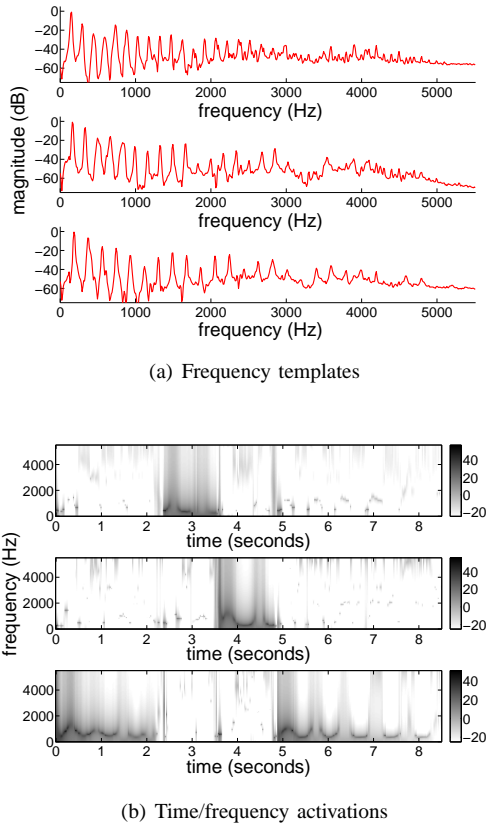 0
−20
−40
−60
0 1000 2000 3000 4000 5000
frequency (Hz)
0
−20
−40
−60
0 1000 2000 3000 4000 5000
frequency (Hz)
magnitude (dB)
0
−20
−40
−60
0 1000 2000 3000 4000 5000
frequency (Hz)
(a) Frequency templates
4000
2000
0
0 1 2 3 4 5 6 7 8
time (seconds)
40
20
0
−20
4000
2000
0
0 1 2 3 4 5 6 7 8
time (seconds)
40
20
0
−20
frequency (Hz)
4000
2000
0
0 1 2 3 4 5 6 7 8
time (seconds)
40
20
0
−20
(b) Time/frequency activations